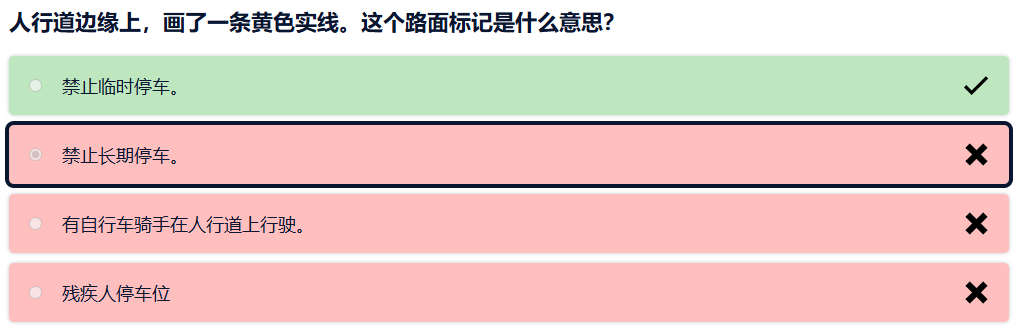 人行道边缘上，画了一条黄色实线。这个路面标记是什么意思？
禁止临时停车。
禁止长期停车。
有自行车骑手在人行道上行驶。
残疾人停车位